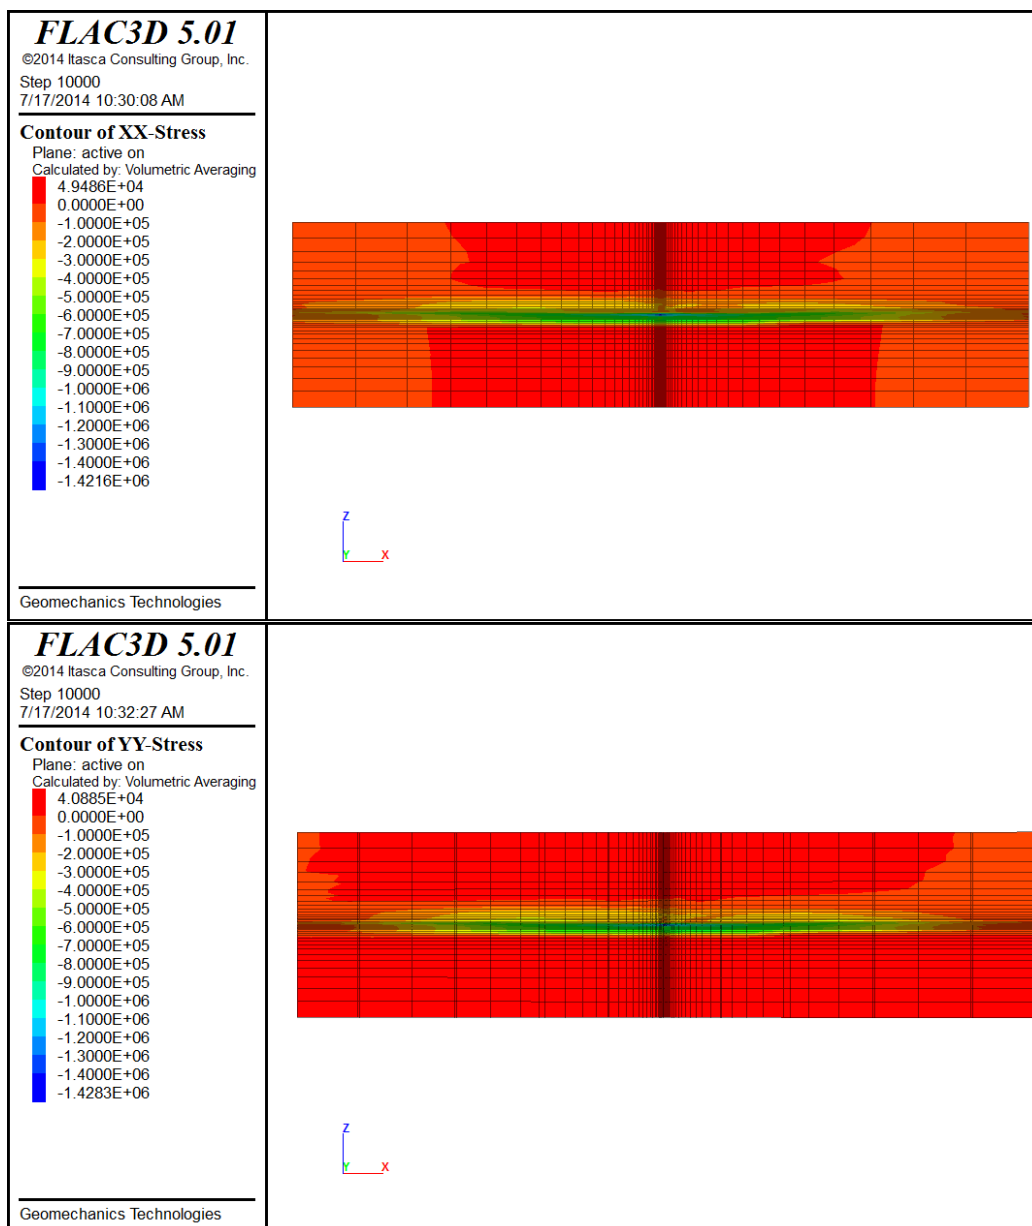 FLAC3D 5.01
©2014 Itasca Consulting Group, Inc.
Step 10000
7/17/2014 10:30:08 AM
Contour of XX-Stress
Plane: active on
Calculated by: Volumetric Averaging
4.9486E+04
0.0000E+00
-1.0000E+05
-2.0000E+05
-3.0000E+05
-4.0000E+05
-5.0000E+05
-6.0000E+05
-7.0000E+05
-8.0000E+05
-9.0000E+05
-1.0000E+06
-1.1000E+06
-1.2000E+06
-1.3000E+06
-1.4000E+06
-1.4216E+06
Z
Y X
Geomechanics Technologies
FLAC3D 5.01
©2014 Itasca Consulting Group, Inc.
Step 10000
7/17/2014 10:32:27 AM
Contour of YY-Stress
Plane: active on
Calculated by: Volumetric Averaging
4.0885E+04
0.0000E+00
-1.0000E+05
-2.0000E+05
-3.0000E+05
-4.0000E+05
-5.0000E+05
-6.0000E+05
-7.0000E+05
-8.0000E+05
-9.0000E+05
-1.0000E+06
-1.1000E+06
-1.2000E+06
-1.3000E+06
-1.4000E+06
-1.4283E+06
Z
Y X
Geomechanics Technologies